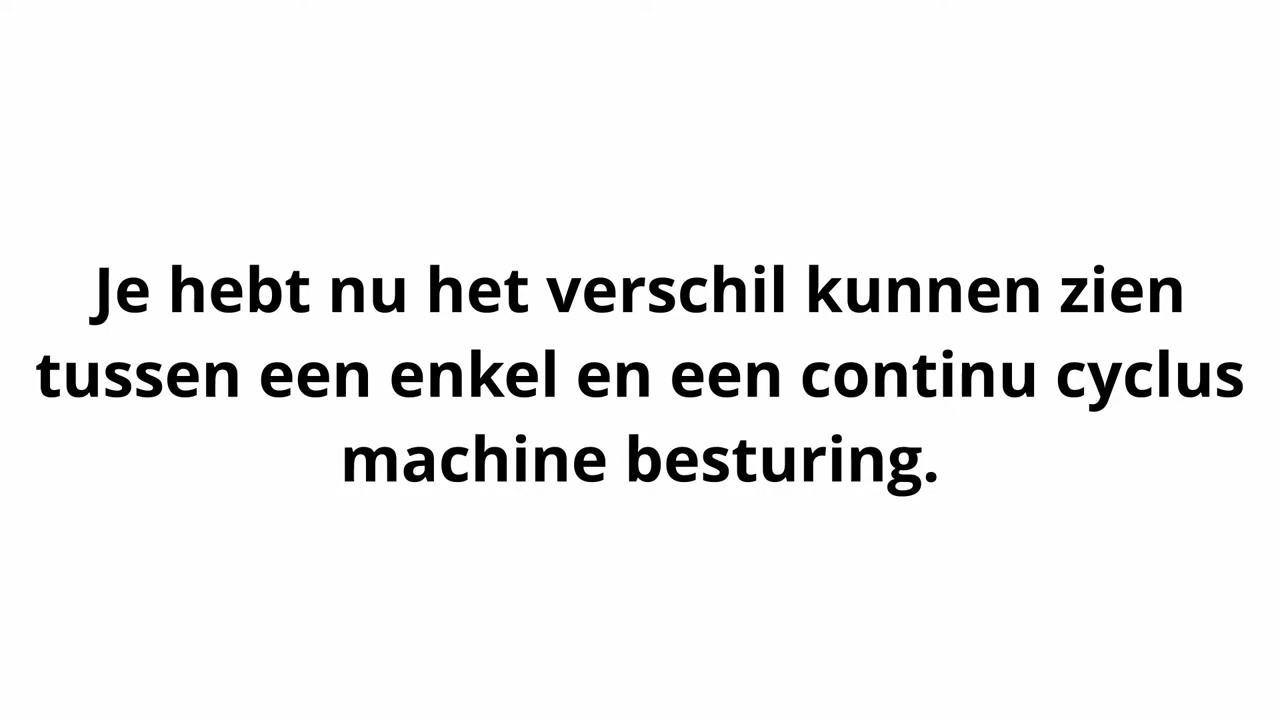 Je hebt nu het verschil kunnen zien
tussen een enkel en een continu cyclus
machine besturing.